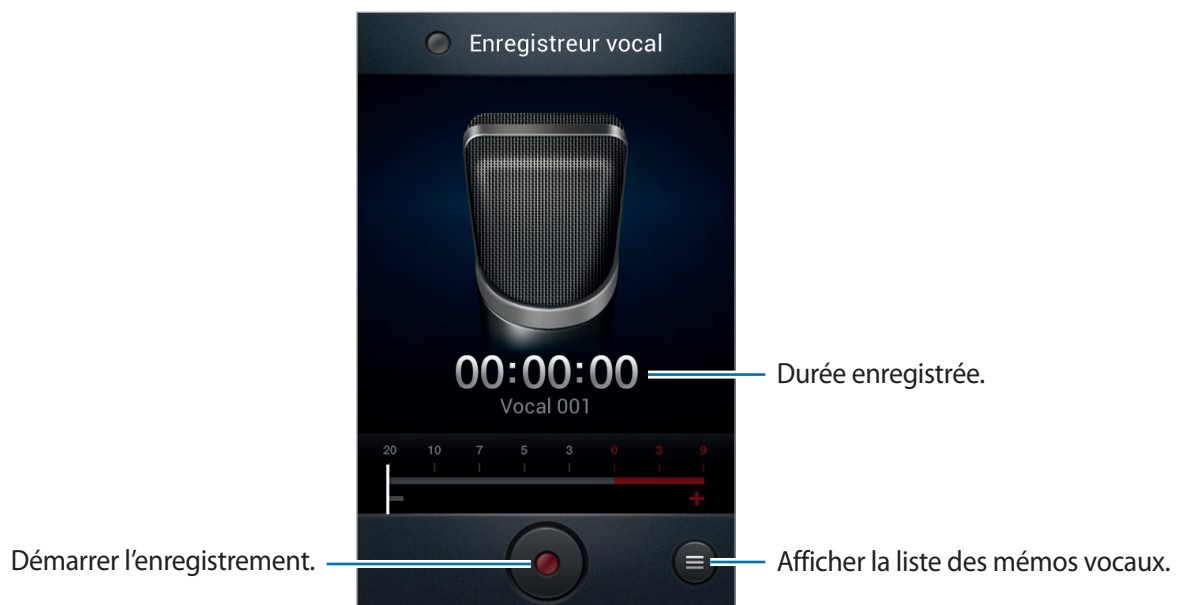 Enregistreur vocal
00:00:00
Durée enregistrée.
Vocal 001
20 10 7 5 3 0 3 9
− +
Démarrer l’enregistrement.
Afficher la liste des mémos vocaux.